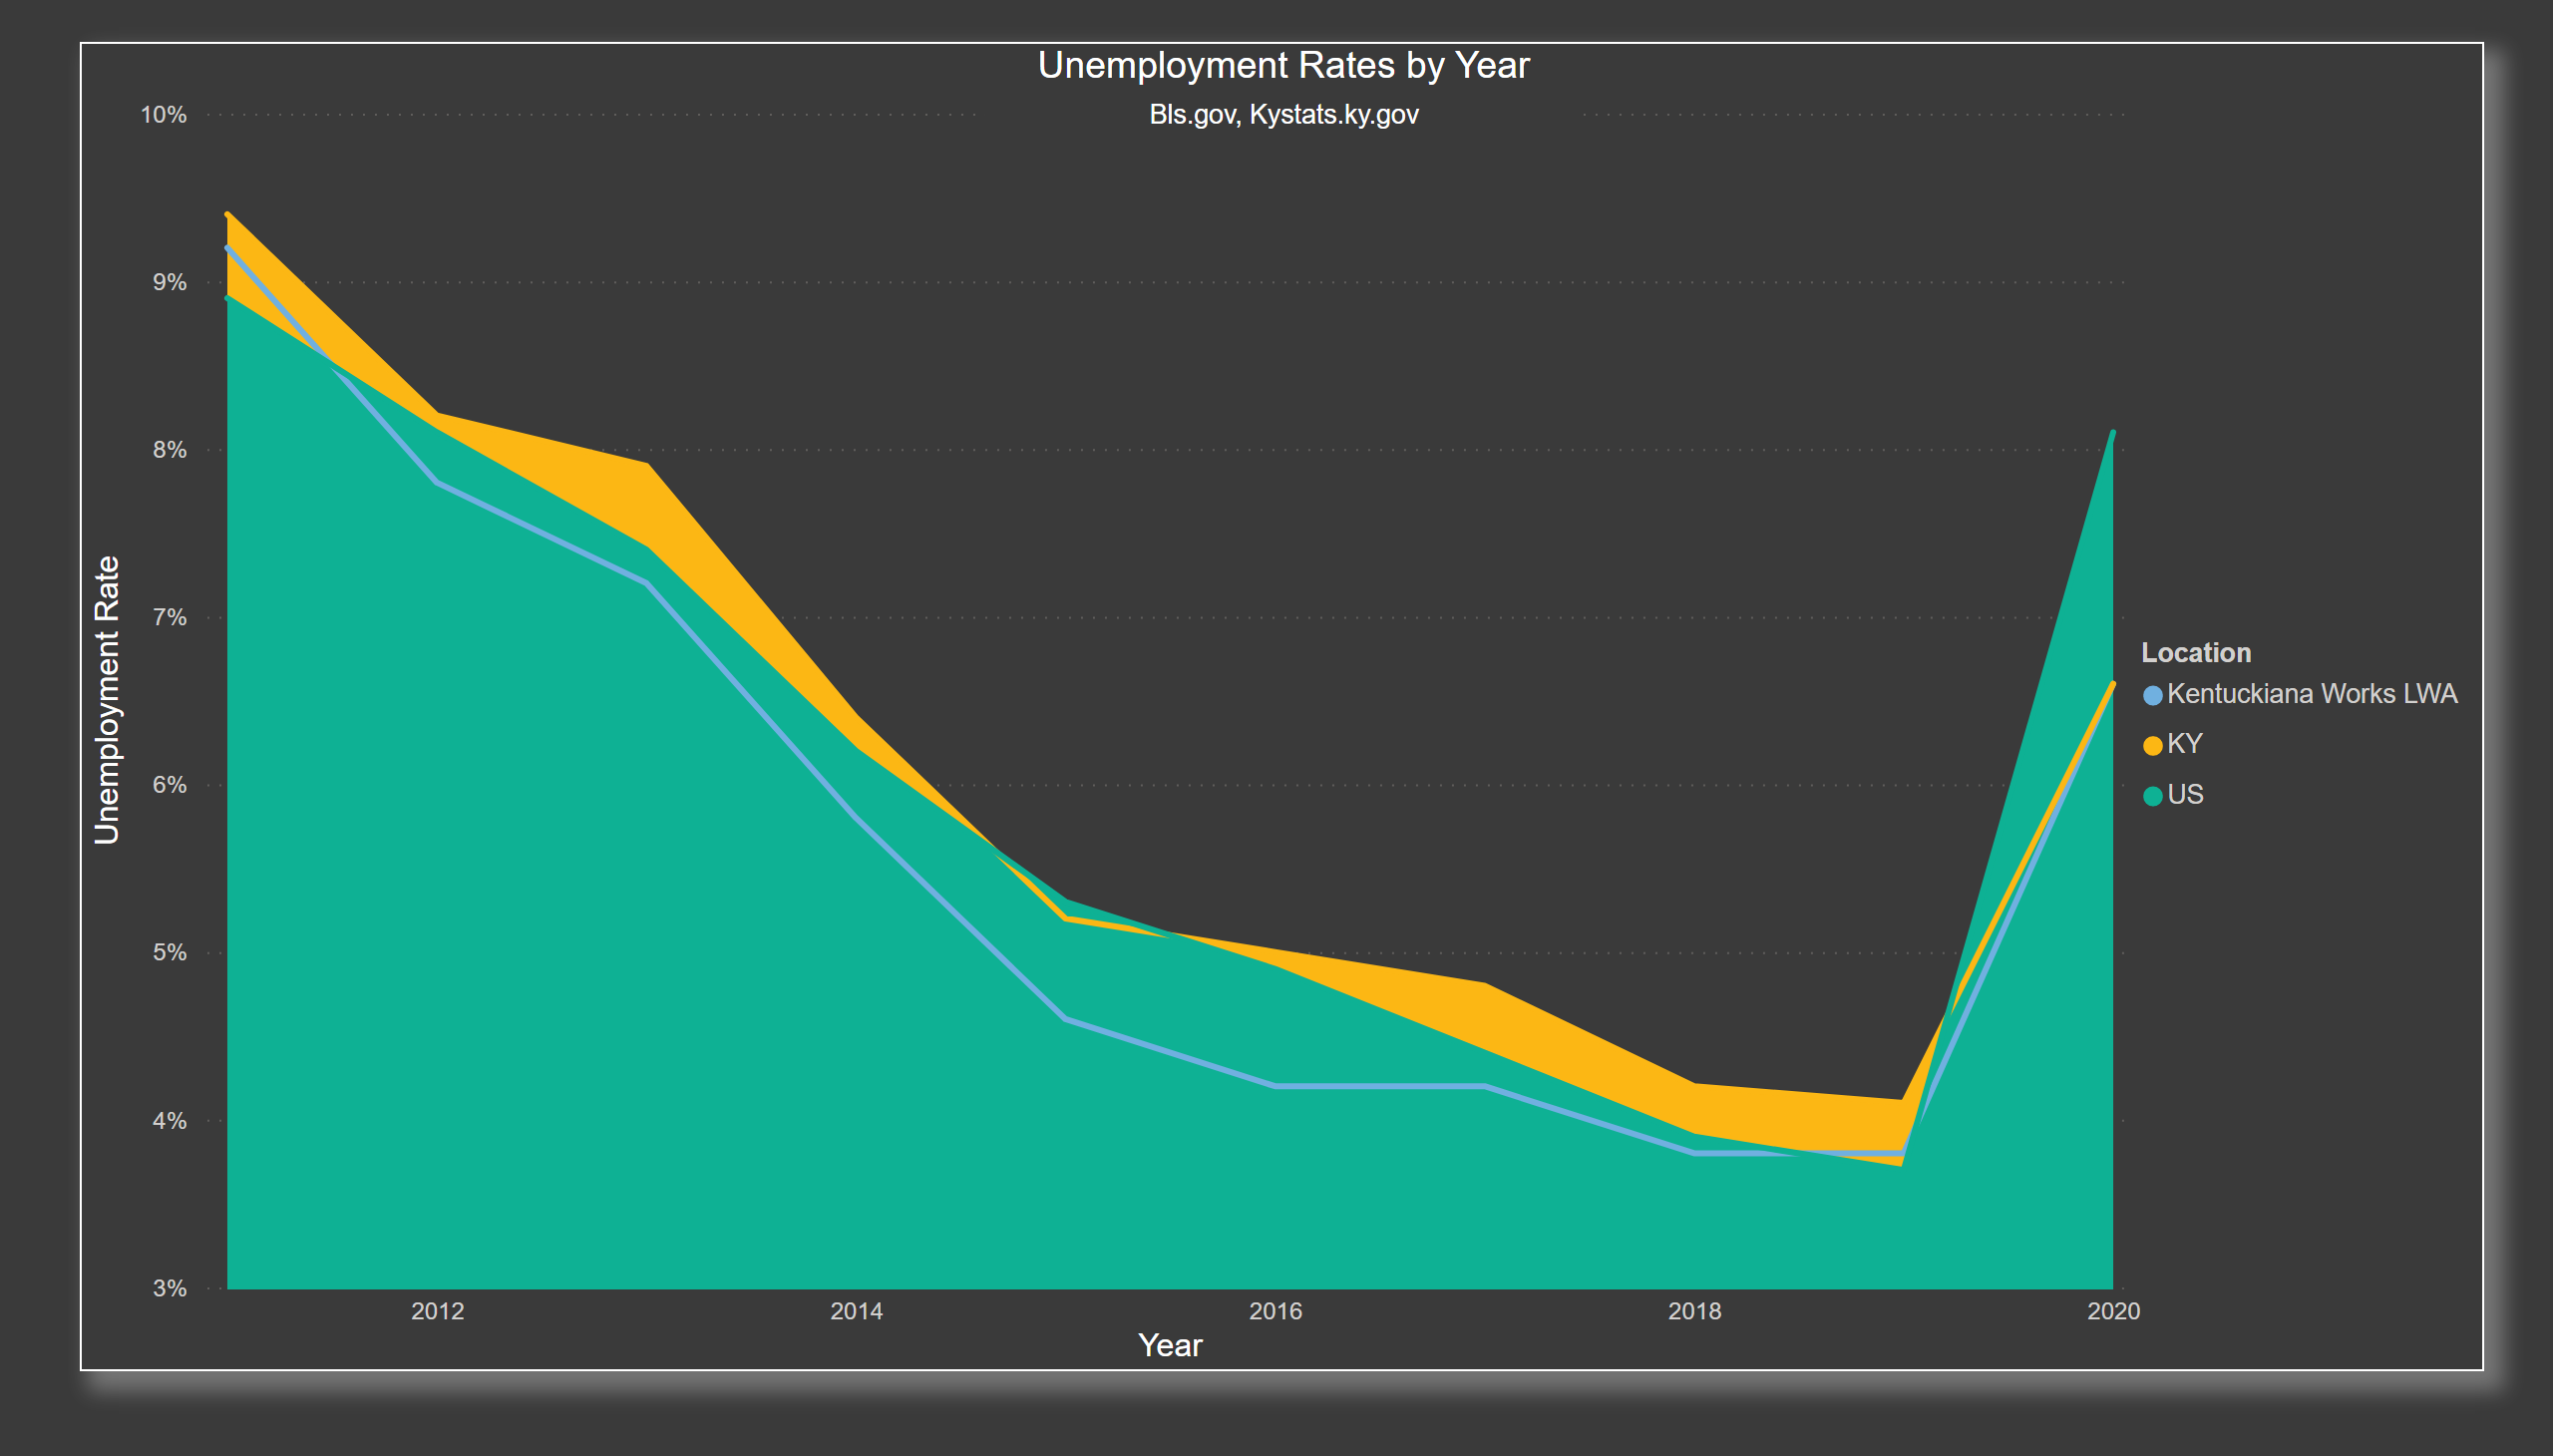 Unemployment Rates by Year
Bls.gov, Kystats.ky.gov
10%
9%
8%
7%
6%
5%
4%
3%
Unemployment Rate
2012
2014
2016
2018
2020
Year
Location
Kentuckiana Works LWA
KY
US